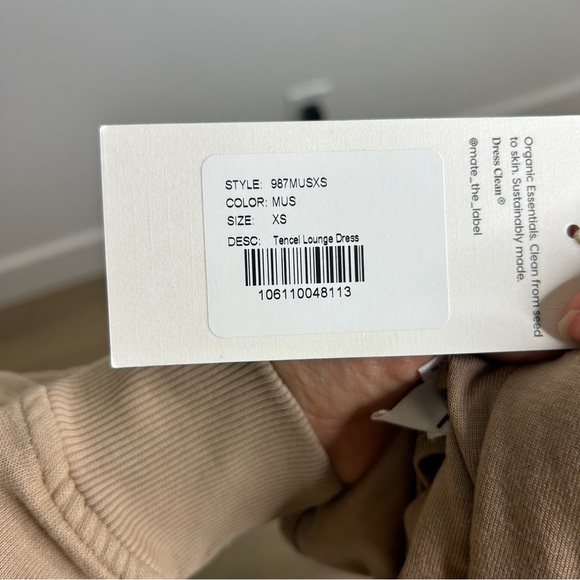 STYLE: 987MUSXS
COLOR: MUS
SIZE: XS
DESC: Tencel Lounge Dress
106110048113
Organic Essentials. Clean from seed
to skin. Sustainably made.
Dress Clean®
@mate_the_label